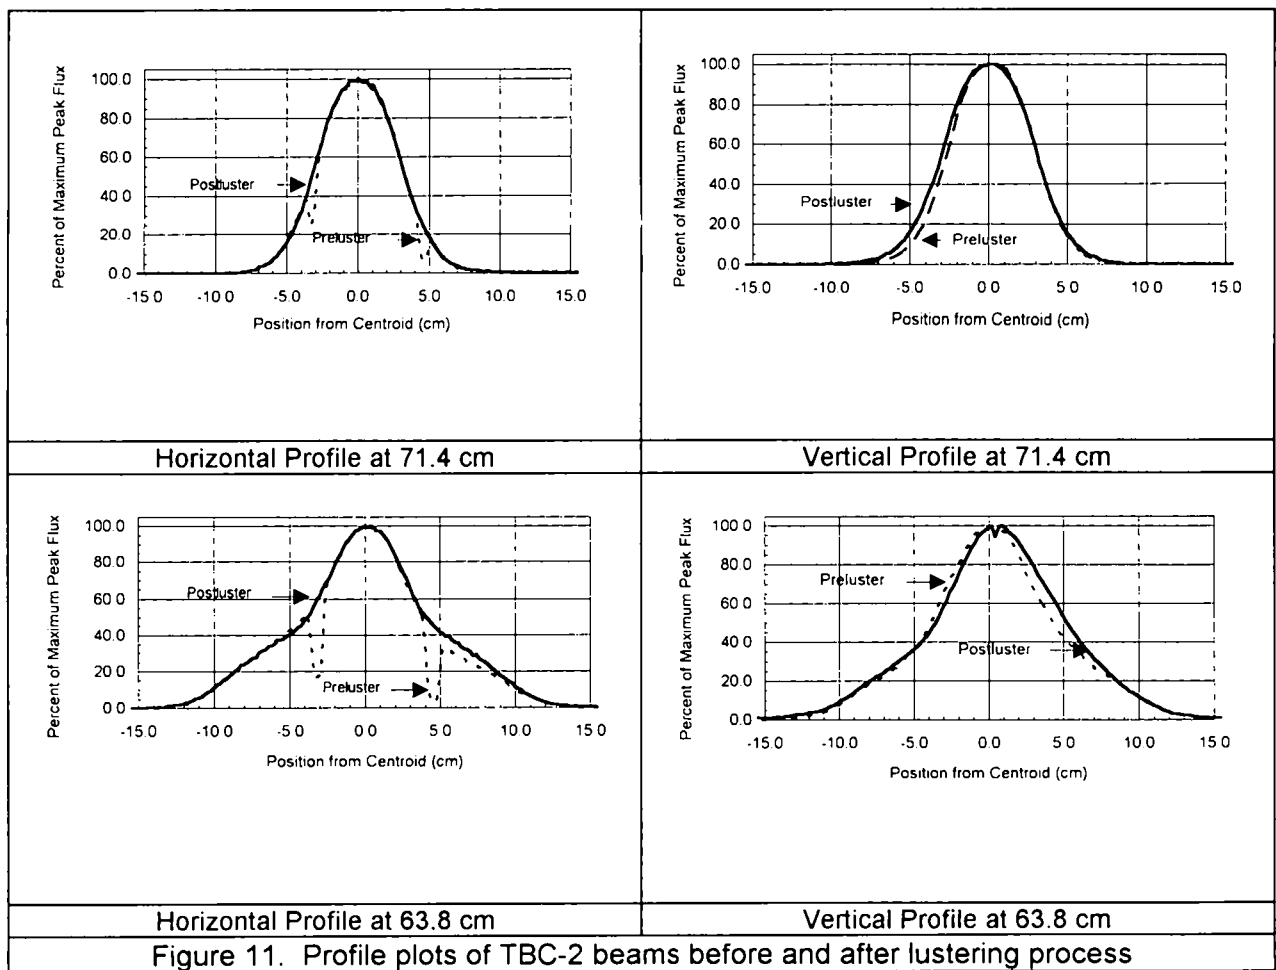 Percent of Maximum Peak Flux
100.0
80.0
60.0
40.0
20.0
0.0
Postluster
Preluster
-15.0 -10.0 -5.0 0.0 5.0 10.0 15.0
Position from Centroid (cm)
Horizontal Profile at 71.4 cm
Percent of Maximum Peak Flux
100.0
80.0
60.0
40.0
20.0
0.0
Postluster
Preluster
-15.0 -10.0 -5.0 0.0 5.0 10.0 15.0
Position from Centroid (cm)
Vertical Profile at 71.4 cm
Percent of Maximum Peak Flux
100.0
80.0
60.0
40.0
20.0
0.0
Postluster
Preluster
-15.0 -10.0 -5.0 0.0 5.0 10.0 15.0
Position from Centroid (cm)
Horizontal Profile at 63.8 cm
Percent of Maximum Peak Flux
100.0
80.0
60.0
40.0
20.0
0.0
Preluster
Postluster
-15.0 -10.0 -5.0 0.0 5.0 10.0 15.0
Position from Centroid (cm)
Vertical Profile at 63.8 cm
Figure 11. Profile plots of TBC-2 beams before and after lustering process